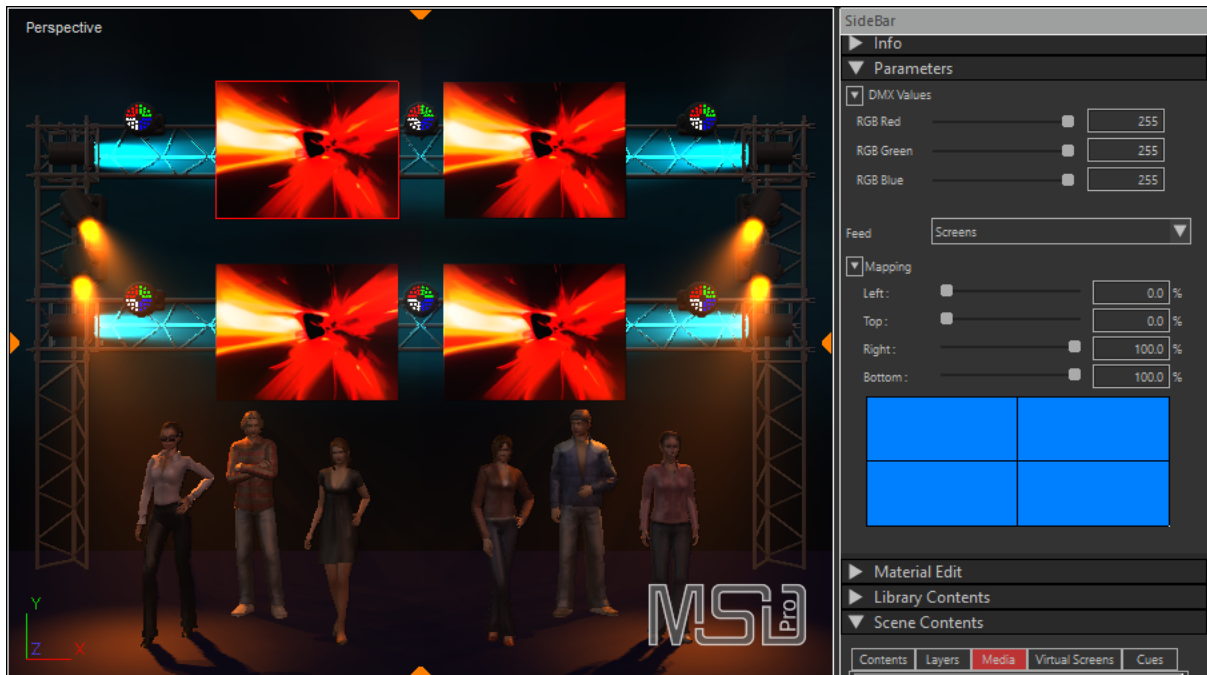 Perspective
SideBar
Info
Parameters
DMX Values
RGB Red 255
RGB Green 255
RGB Blue 255
Feed Screens
Mapping
Left : 0.0 %
Top : 0.0 %
Right : 100.0 %
Bottom : 100.0 %
Material Edit
Library Contents
Scene Contents
Contents Layers Media Virtual Screens Cues
MSD Pro
Y
Z X